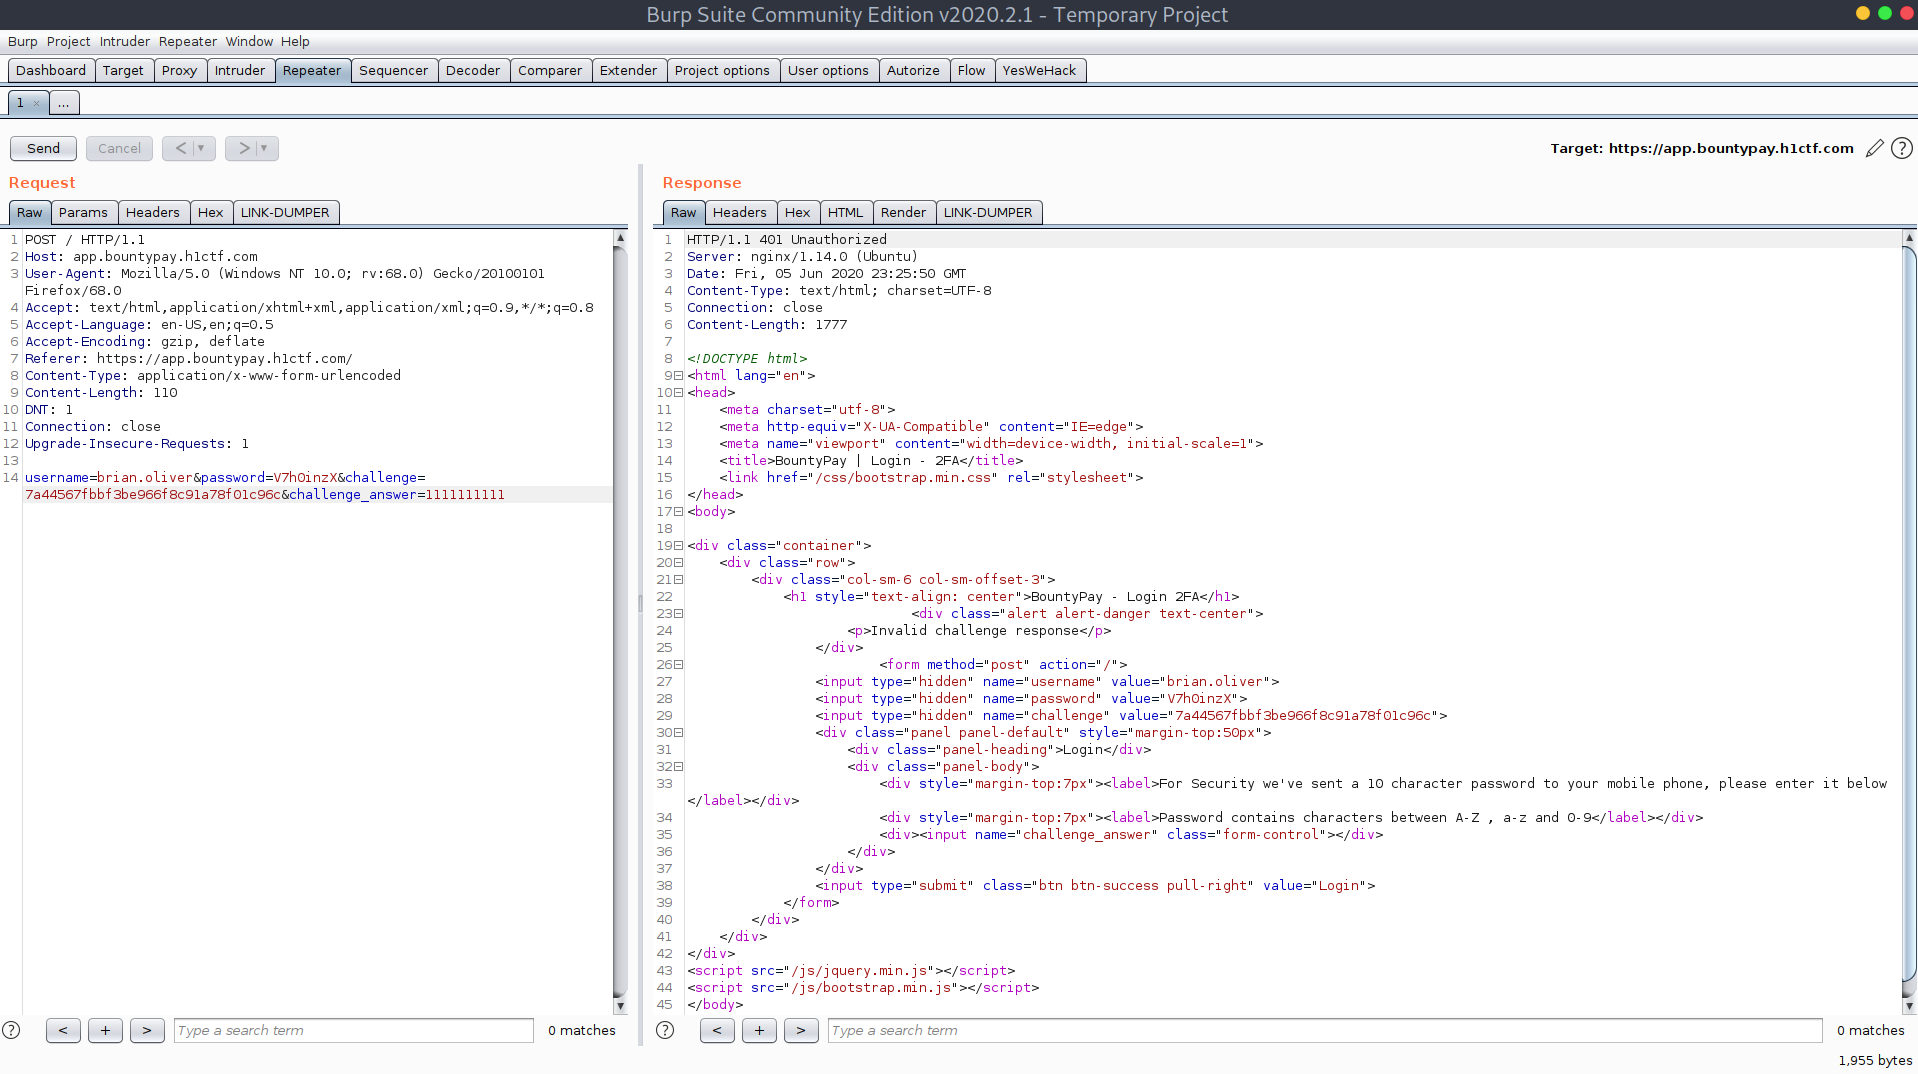 Burp Suite Community Edition v2020.2.1 - Temporary Project
Burp Project Intruder Repeater Window Help
Dashboard Target Proxy Intruder Repeater Sequencer Decoder Comparer Extender Project options User options Autorize Flow YesWeHack
1 × ...
Send Cancel < ▼ > ▼ Target: https://app.bountypay.h1ctf.com ?
Request
Raw Params Headers Hex LINK-DUMPER
1 POST / HTTP/1.1
2 Host: app.bountypay.h1ctf.com
3 User-Agent: Mozilla/5.0 (Windows NT 10.0; rv:68.0) Gecko/20100101
Firefox/68.0
4 Accept: text/html,application/xhtml+xml,application/xml;q=0.9,*/*;q=0.8
5 Accept-Language: en-US,en;q=0.5
6 Accept-Encoding: gzip, deflate
7 Referer: https://app.bountypay.h1ctf.com/
8 Content-Type: application/x-www-form-urlencoded
9 Content-Length: 110
10 DNT: 1
11 Connection: close
12 Upgrade-Insecure-Requests: 1
13
14 username=brian.oliver&password=V7h0inzX&challenge=
7a44567fbbf3be966f8c91a78f01c96c&challenge_answer=1111111111
? < + > Type a search term 0 matches
Response
Raw Headers Hex HTML Render LINK-DUMPER
1 HTTP/1.1 401 Unauthorized
2 Server: nginx/1.14.0 (Ubuntu)
3 Date: Fri, 05 Jun 2020 23:25:50 GMT
4 Content-Type: text/html; charset=UTF-8
5 Connection: close
6 Content-Length: 1777
7
8 <!DOCTYPE html>
9 <html lang="en">
10 <head>
11 <meta charset="utf-8">
12 <meta http-equiv="X-UA-Compatible" content="IE=edge">
13 <meta name="viewport" content="width=device-width, initial-scale=1">
14 <title>BountyPay | Login - 2FA</title>
15 <link href="/css/bootstrap.min.css" rel="stylesheet">
16 </head>
17 <body>
18
19 <div class="container">
20 <div class="row">
21 <div class="col-sm-6 col-sm-offset-3">
22 <h1 style="text-align: center">BountyPay - Login 2FA</h1>
23 <div class="alert alert-danger text-center">
24 <p>Invalid challenge response</p>
25 </div>
26 <form method="post" action="/">
27 <input type="hidden" name="username" value="brian.oliver">
28 <input type="hidden" name="password" value="V7h0inzX">
29 <input type="hidden" name="challenge" value="7a44567fbbf3be966f8c91a78f01c96c">
30 <div class="panel panel-default" style="margin-top:50px">
31 <div class="panel-heading">Login</div>
32 <div class="panel-body">
33 <div style="margin-top:7px"><label>For Security we've sent a 10 character password to your mobile phone, please enter it below
</label></div>
34 <div style="margin-top:7px"><label>Password contains characters between A-Z , a-z and 0-9</label></div>
35 <div><input name="challenge_answer" class="form-control"></div>
36 </div>
37 </div>
38 <input type="submit" class="btn btn-success pull-right" value="Login">
39 </form>
40 </div>
41 </div>
42 </div>
43 <script src="/js/jquery.min.js"></script>
44 <script src="/js/bootstrap.min.js"></script>
45 </body>
? < + > Type a search term 0 matches
1,955 bytes